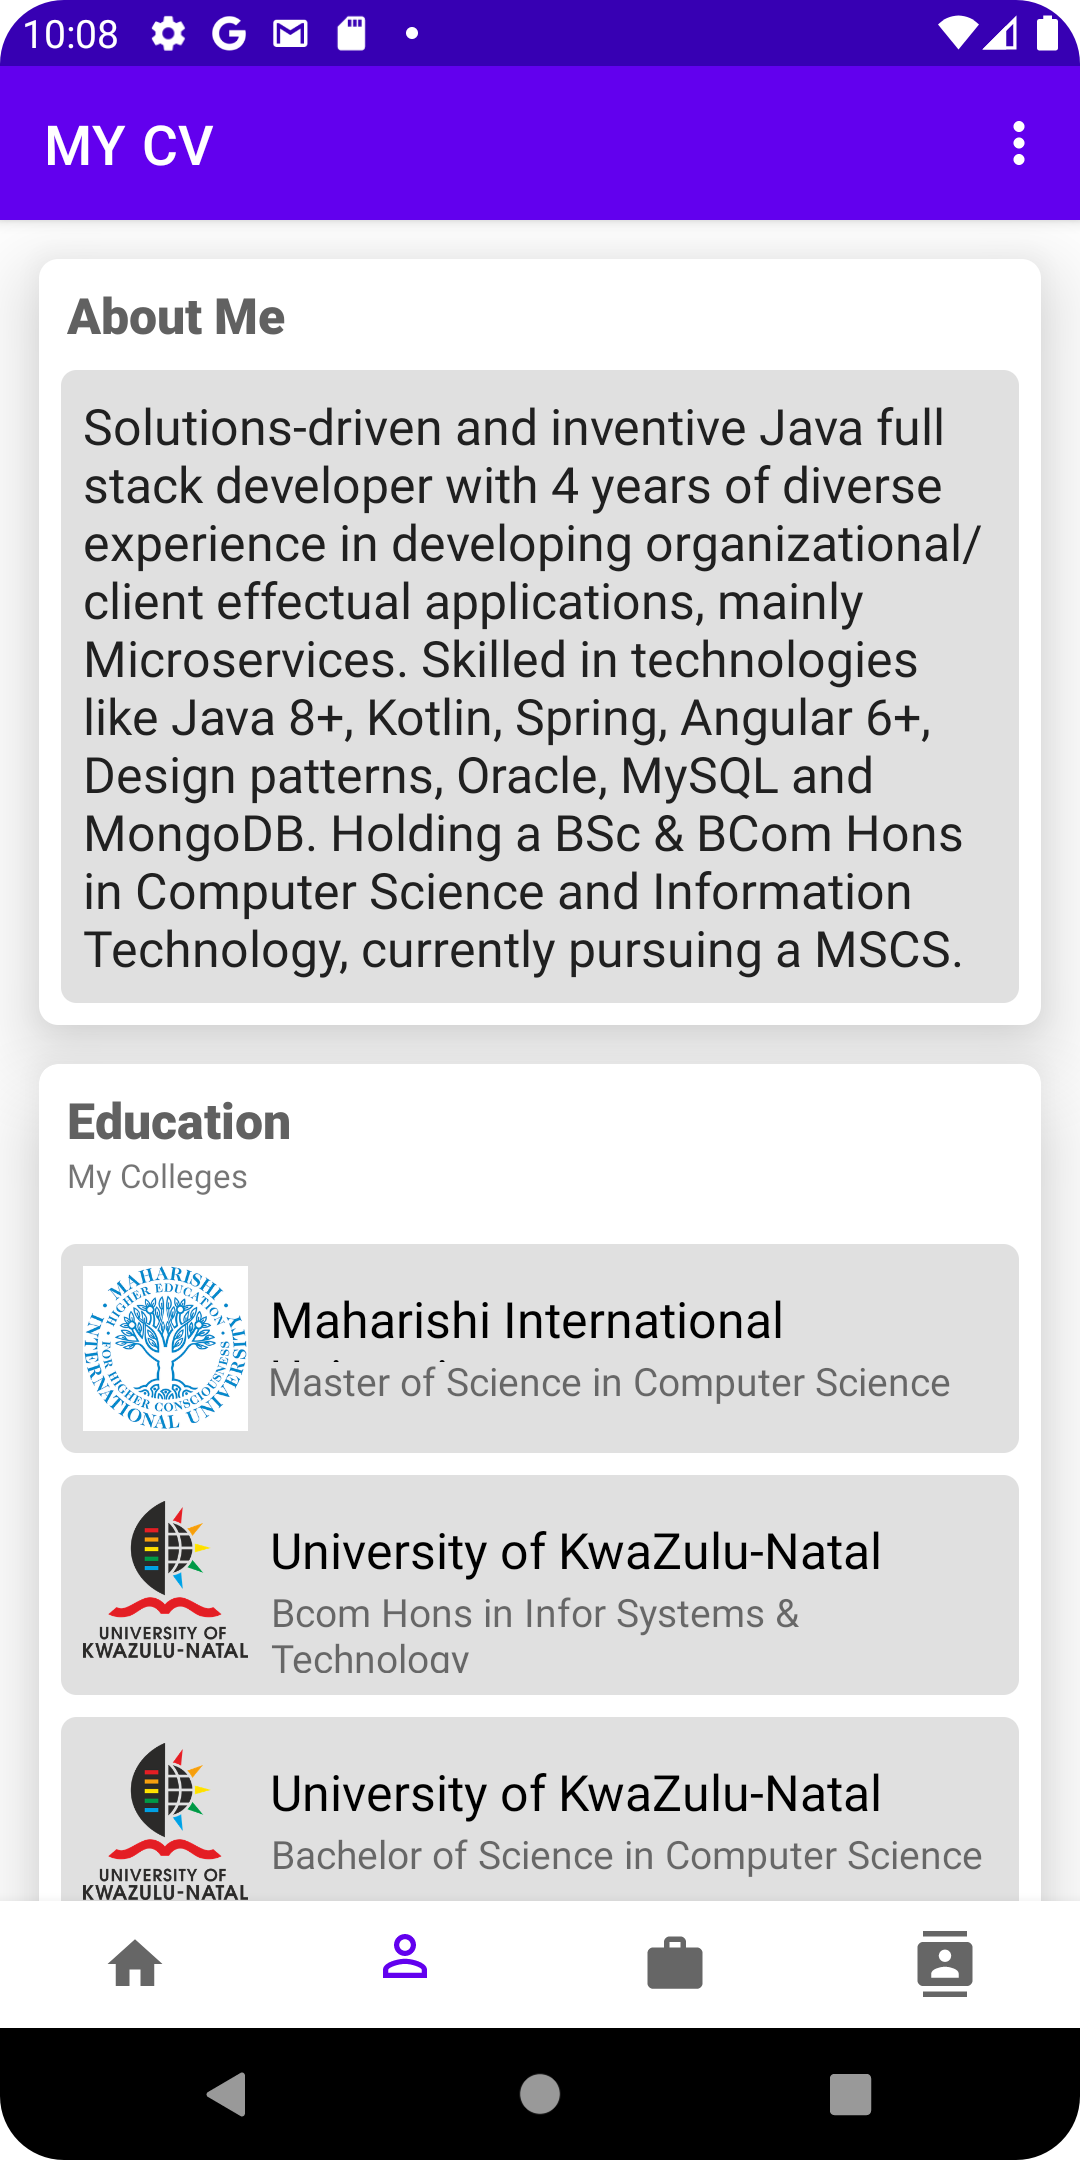 10:08
MY CV
About Me
Solutions-driven and inventive Java full
stack developer with 4 years of diverse
experience in developing organizational/
client effectual applications, mainly
Microservices. Skilled in technologies
like Java 8+, Kotlin, Spring, Angular 6+,
Design patterns, Oracle, MySQL and
MongoDB. Holding a BSc & BCom Hons
in Computer Science and Information
Technology, currently pursuing a MSCS.
Education
My Colleges
MAHARISHI INTERNATIONAL UNIVERSITY
HIGHER EDUCATION FOR HIGHER CONSCIOUSNESS
Maharishi International
Master of Science in Computer Science
UNIVERSITY OF
KWAZULU-NATAL
University of KwaZulu-Natal
Bcom Hons in Infor Systems &
Technology
UNIVERSITY OF
KWAZULU-NATAL
University of KwaZulu-Natal
Bachelor of Science in Computer Science